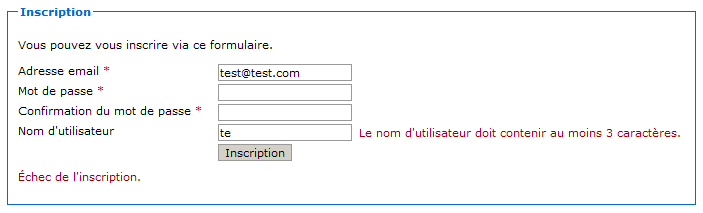 Inscription
Vous pouvez vous inscrire via ce formulaire.
Adresse email * test@test.com
Mot de passe *
Confirmation du mot de passe *
Nom d'utilisateur te Le nom d'utilisateur doit contenir au moins 3 caractères.
Inscription
Échec de l'inscription.